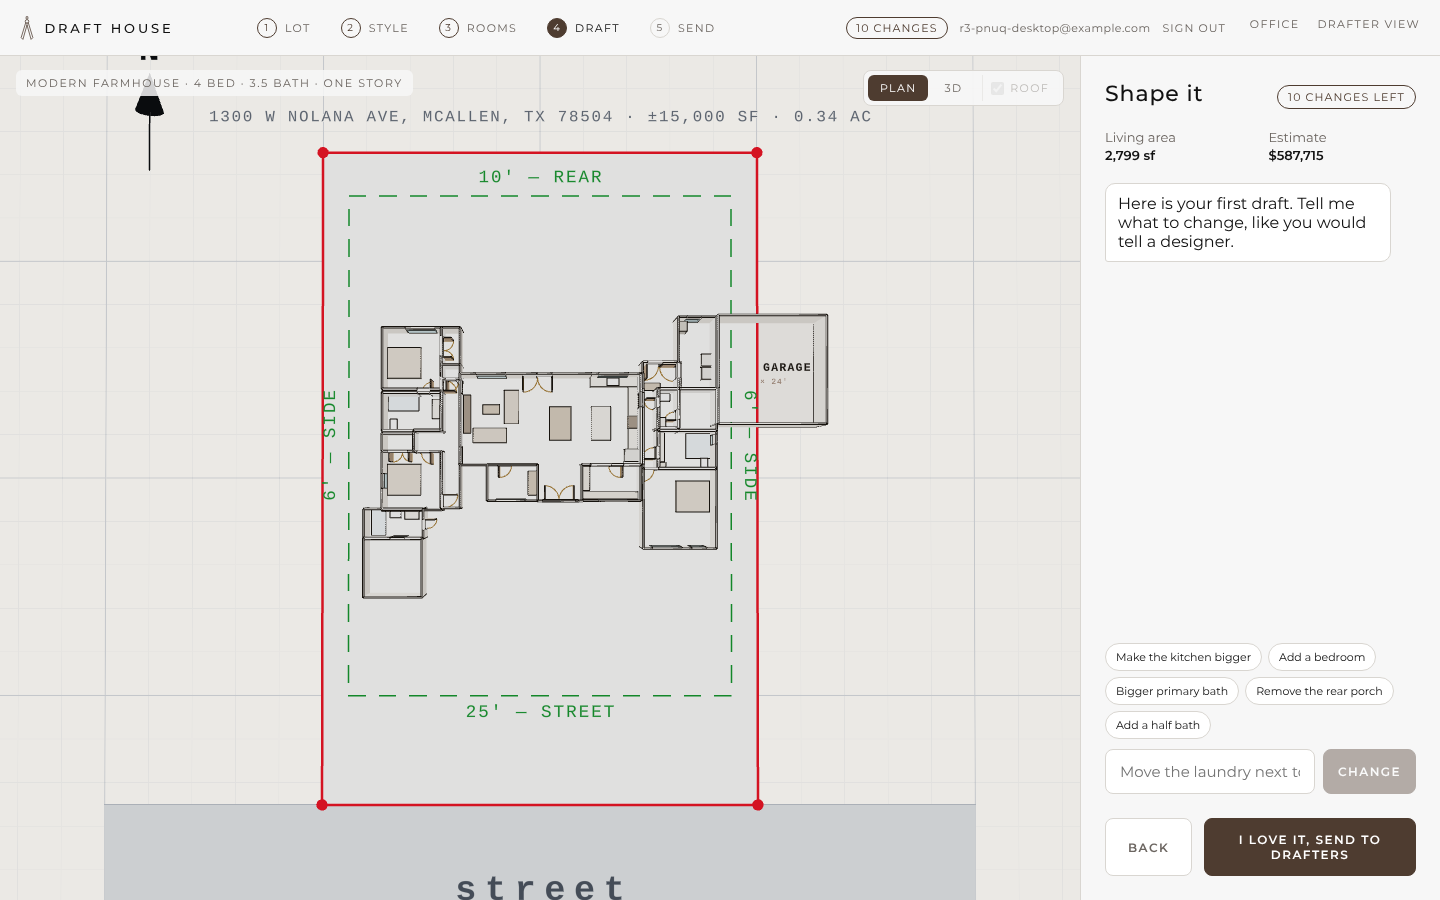 DRAFT HOUSE
1 LOT
2 STYLE
3 ROOMS
4 DRAFT
5 SEND
10 CHANGES
r3-pnuq-desktop@example.com
SIGN OUT
OFFICE
DRAFTER VIEW
N
MODERN FARMHOUSE · 4 BED · 3.5 BATH · ONE STORY
PLAN
3D
ROOF
1300 W NOLANA AVE, MCALLEN, TX 78504 · ±15,000 SF · 0.34 AC
10' — REAR
6' — SIDE
6' — SIDE
GARAGE
× 24'
25' — STREET
street
Shape it
10 CHANGES LEFT
Living area
2,799 sf
Estimate
$587,715
Here is your first draft. Tell me
what to change, like you would
tell a designer.
Make the kitchen bigger
Add a bedroom
Bigger primary bath
Remove the rear porch
Add a half bath
Move the laundry next to
CHANGE
BACK
I LOVE IT, SEND TO
DRAFTERS